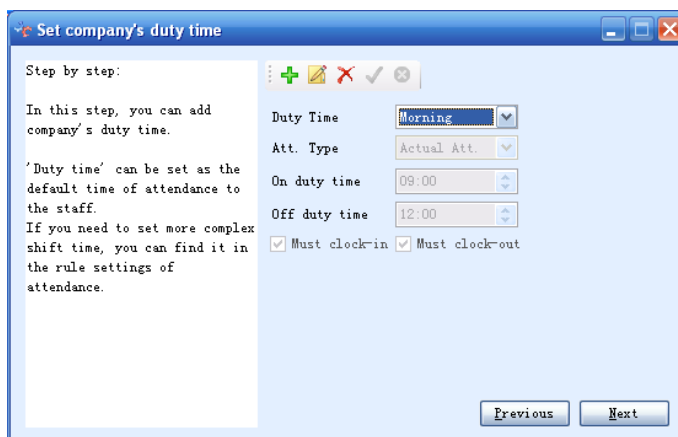 Set company's duty time
Step by step:
In this step, you can add
company's duty time.
'Duty time' can be set as the
default time of attendance to
the staff.
If you need to set more complex
shift time, you can find it in
the rule settings of
attendance.
Duty Time Morning
Att. Type Actual Att.
On duty time 09:00
Off duty time 12:00
Must clock-in Must clock-out
Previous Next